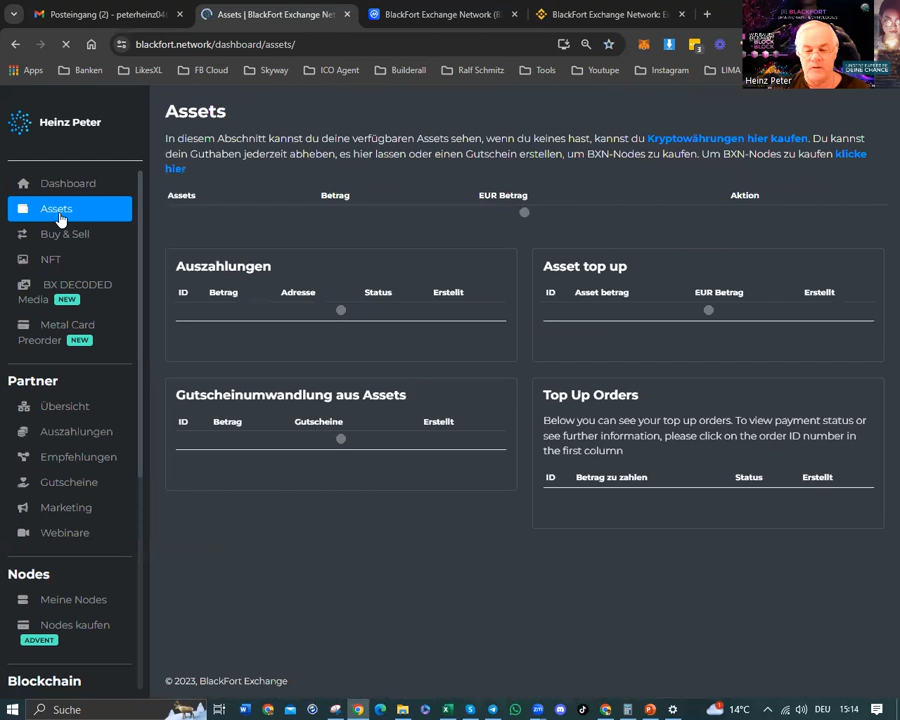 Posteingang - peterheinz04
Assets | BlackFort Exchange Net
BlackFort Exchange Network (B
BlackFort Exchange Network: E
blackfort.network/dashboard/assets/
Apps
Banken
LikesXL
FB Cloud
Skyway
ICO Agent
Builderall
Ralf Schmitz
Tools
Youtube
Instagram
LIMA
BLACKFORT
BLOCK
DEINE CHANCE
Heinz Peter
Heinz Peter
Dashboard
Assets
Buy & Sell
NFT
BX DEC0DED
Media NEW
Metal Card
Preorder NEW
Partner
Übersicht
Auszahlungen
Empfehlungen
Gutscheine
Marketing
Webinare
Nodes
Meine Nodes
Nodes kaufen
ADVENT
Blockchain
Assets
In diesem Abschnitt kannst du deine verfügbaren Assets sehen, wenn du keines hast, kannst du Kryptowährungen hier kaufen. Du kannst
dein Guthaben jederzeit abheben, es hier lassen oder einen Gutschein erstellen, um BXN-Nodes zu kaufen. Um BXN-Nodes zu kaufen klicke
hier
Assets Betrag EUR Betrag Aktion
Auszahlungen
ID Betrag Adresse Status Erstellt
Asset top up
ID Asset betrag EUR Betrag Erstellt
Gutscheinumwandlung aus Assets
ID Betrag Gutscheine Erstellt
Top Up Orders
Below you can see your top up orders. To view payment status or
see further information, please click on the order ID number in
the first column
ID Betrag zu zahlen Status Erstellt
© 2023, BlackFort Exchange
Suche
14°C
DEU
15:14